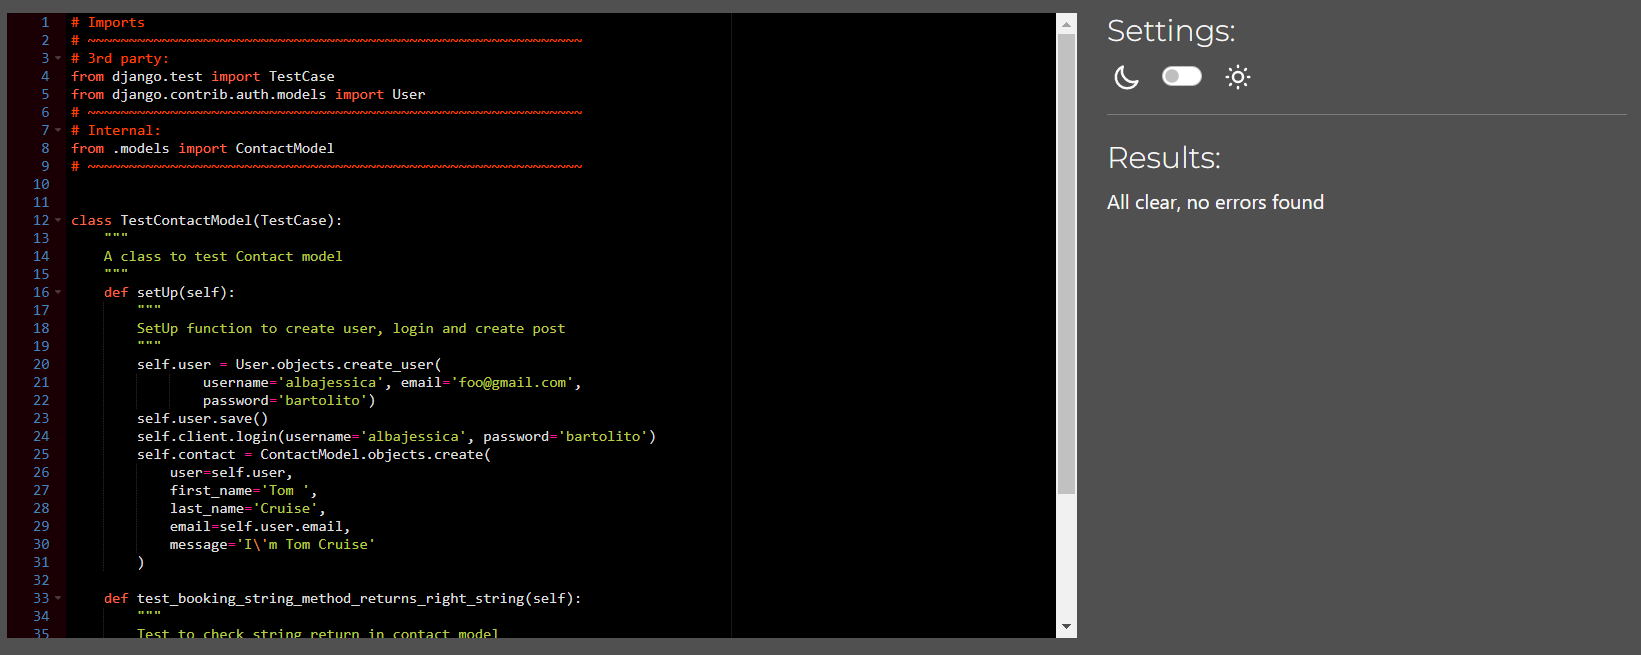 1 # Imports
2 # ~~~~~~~~~~~~~~~~~~~~~~~~~~~~~~~~~~~~~~~~~~~~~~~~~~~~~~~~~~~~
3 # 3rd party:
4 from django.test import TestCase
5 from django.contrib.auth.models import User
6 # ~~~~~~~~~~~~~~~~~~~~~~~~~~~~~~~~~~~~~~~~~~~~~~~~~~~~~~~~~~~~
7 # Internal:
8 from .models import ContactModel
9 # ~~~~~~~~~~~~~~~~~~~~~~~~~~~~~~~~~~~~~~~~~~~~~~~~~~~~~~~~~~~~
10
11
12 class TestContactModel(TestCase):
13     """
14     A class to test Contact model
15     """
16     def setUp(self):
17         """
18         SetUp function to create user, login and create post
19         """
20         self.user = User.objects.create_user(
21                 username='albajessica', email='foo@gmail.com',
22                 password='bartolito')
23         self.user.save()
24         self.client.login(username='albajessica', password='bartolito')
25         self.contact = ContactModel.objects.create(
26             user=self.user,
27             first_name='Tom ',
28             last_name='Cruise',
29             email=self.user.email,
30             message='I\'m Tom Cruise'
31         )
32
33     def test_booking_string_method_returns_right_string(self):
34         """
35         Test to check string return in contact model
Settings:
Results:
All clear, no errors found